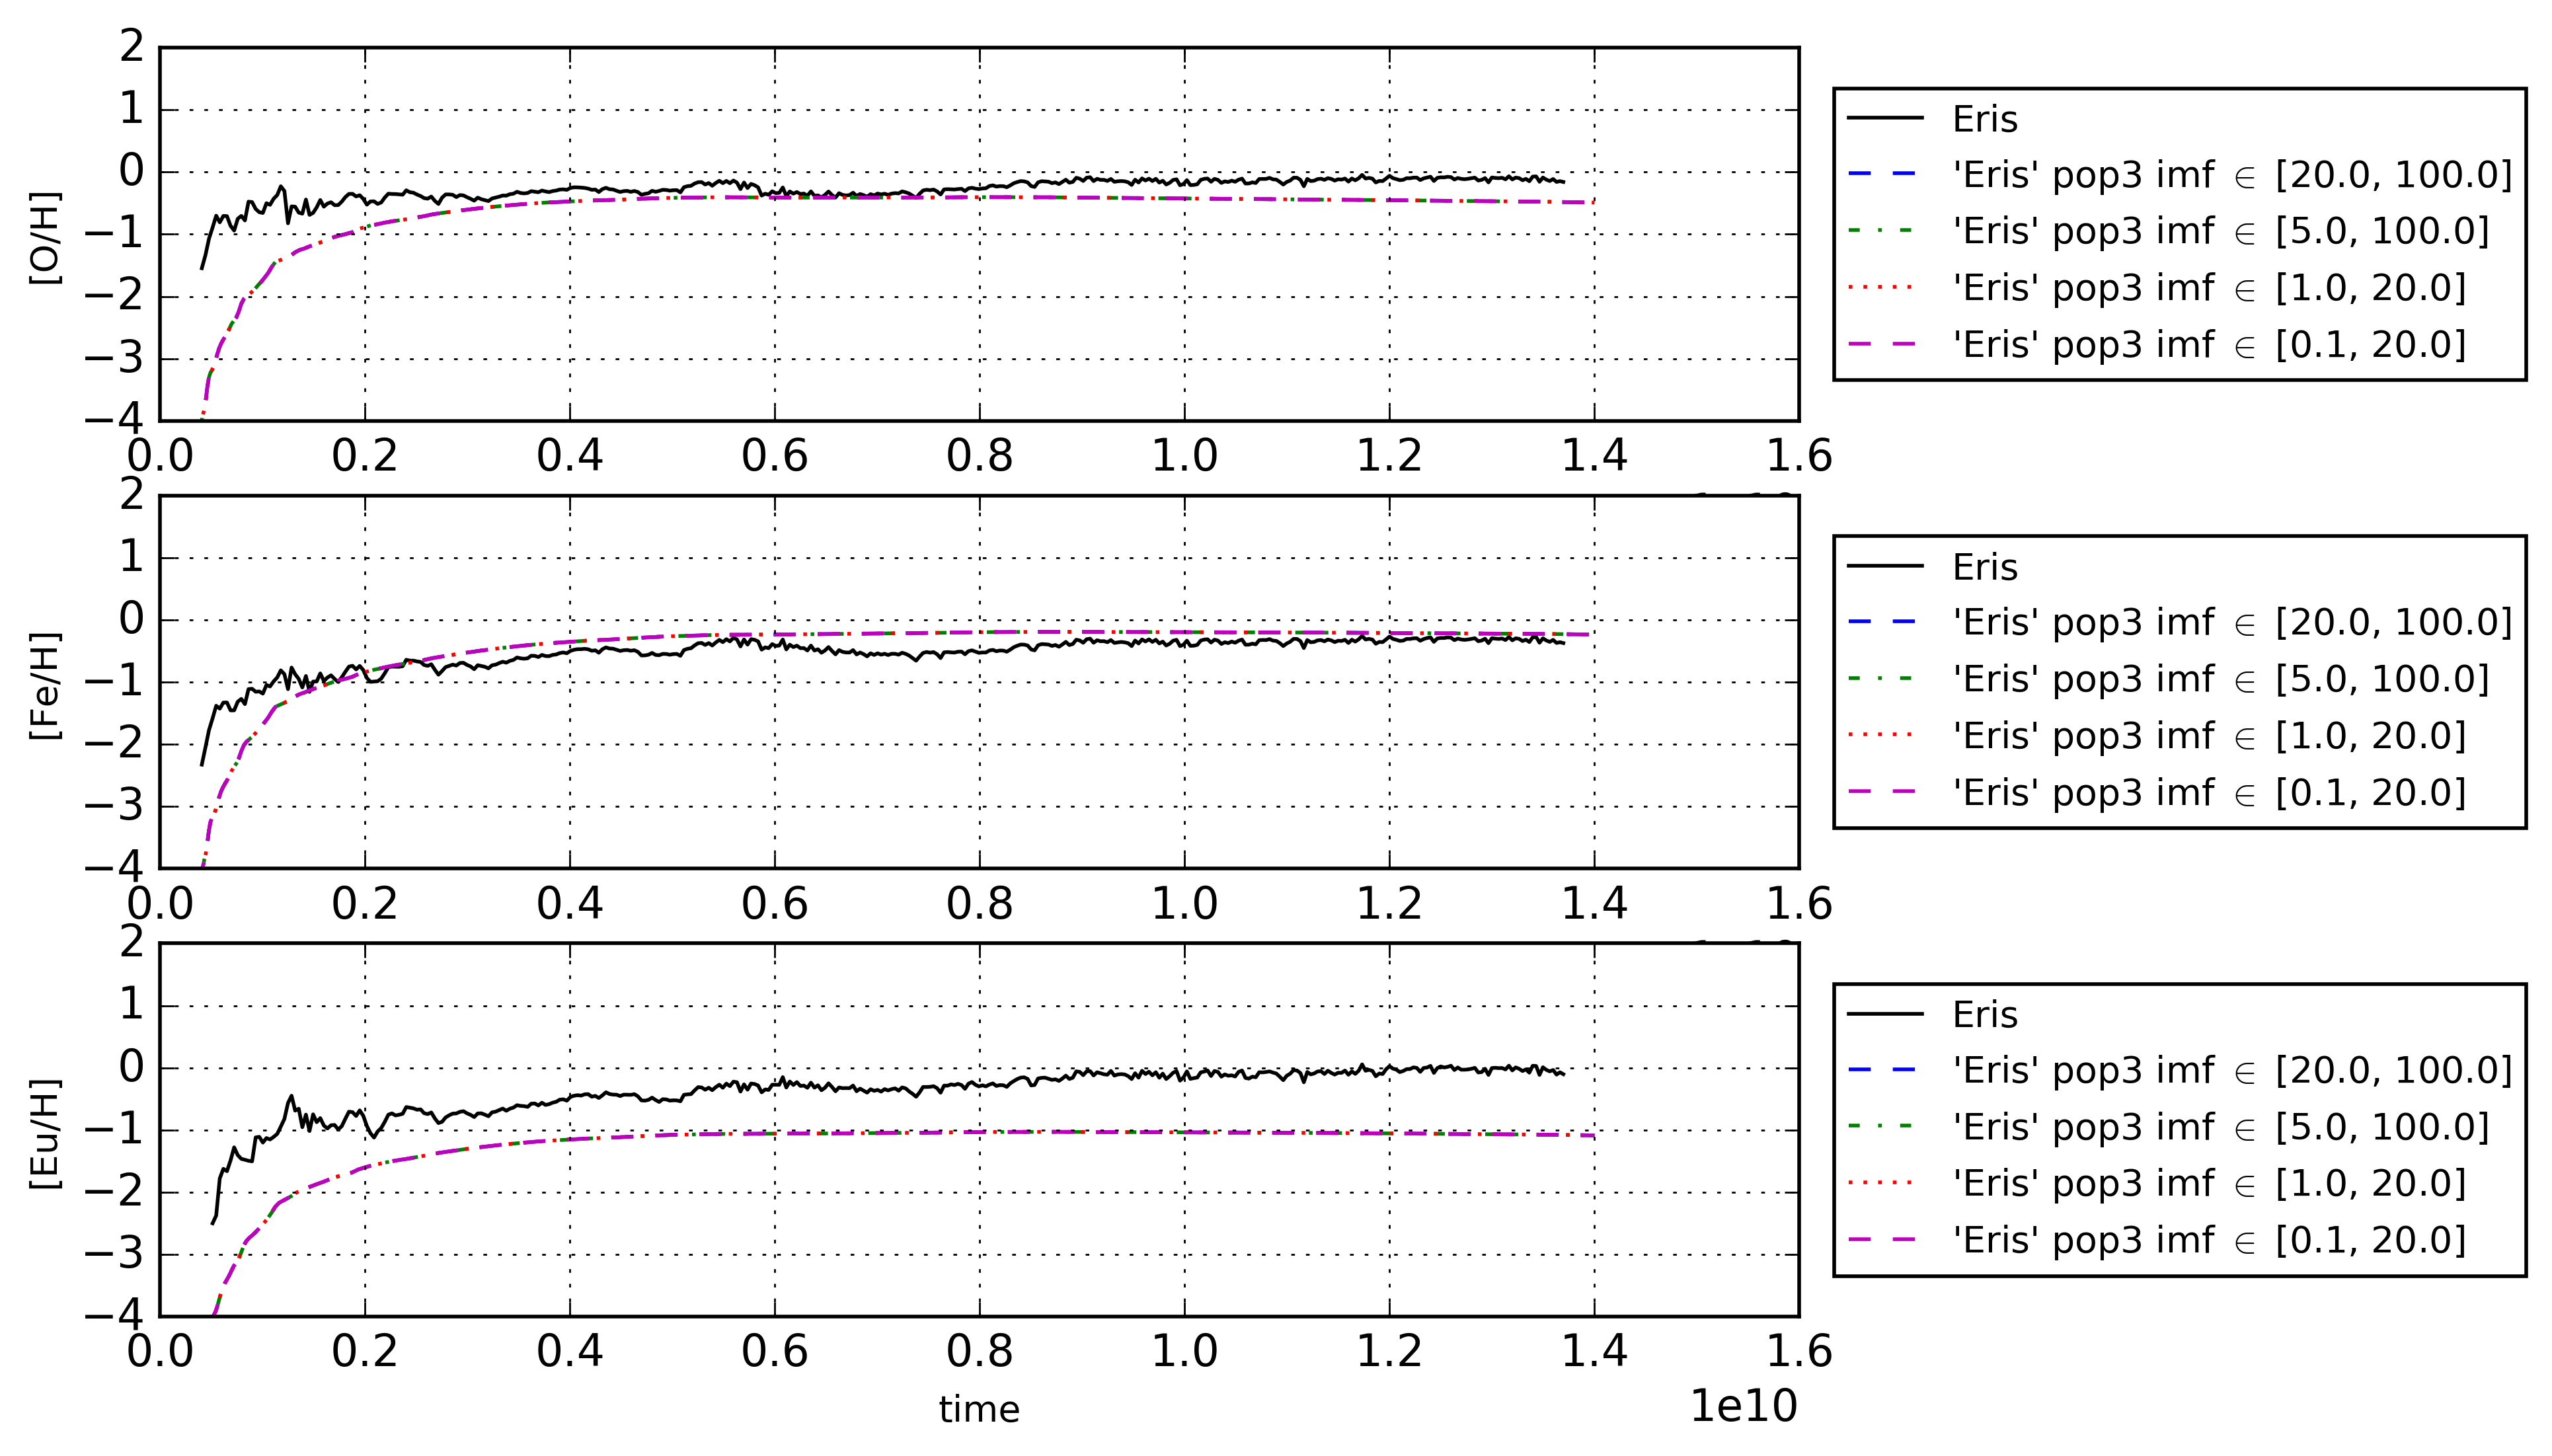 2
1
0
−1
−2
−3
−4
[O/H]
0.0 0.2 0.4 0.6 0.8 1.0 1.2 1.4 1.6
Eris
'Eris' pop3 imf ∈ [20.0, 100.0]
'Eris' pop3 imf ∈ [5.0, 100.0]
'Eris' pop3 imf ∈ [1.0, 20.0]
'Eris' pop3 imf ∈ [0.1, 20.0]
2
1
0
−1
−2
−3
−4
[Fe/H]
0.0 0.2 0.4 0.6 0.8 1.0 1.2 1.4 1.6
Eris
'Eris' pop3 imf ∈ [20.0, 100.0]
'Eris' pop3 imf ∈ [5.0, 100.0]
'Eris' pop3 imf ∈ [1.0, 20.0]
'Eris' pop3 imf ∈ [0.1, 20.0]
2
1
0
−1
−2
−3
−4
[Eu/H]
0.0 0.2 0.4 0.6 0.8 1.0 1.2 1.4 1.6
time
1e10
Eris
'Eris' pop3 imf ∈ [20.0, 100.0]
'Eris' pop3 imf ∈ [5.0, 100.0]
'Eris' pop3 imf ∈ [1.0, 20.0]
'Eris' pop3 imf ∈ [0.1, 20.0]